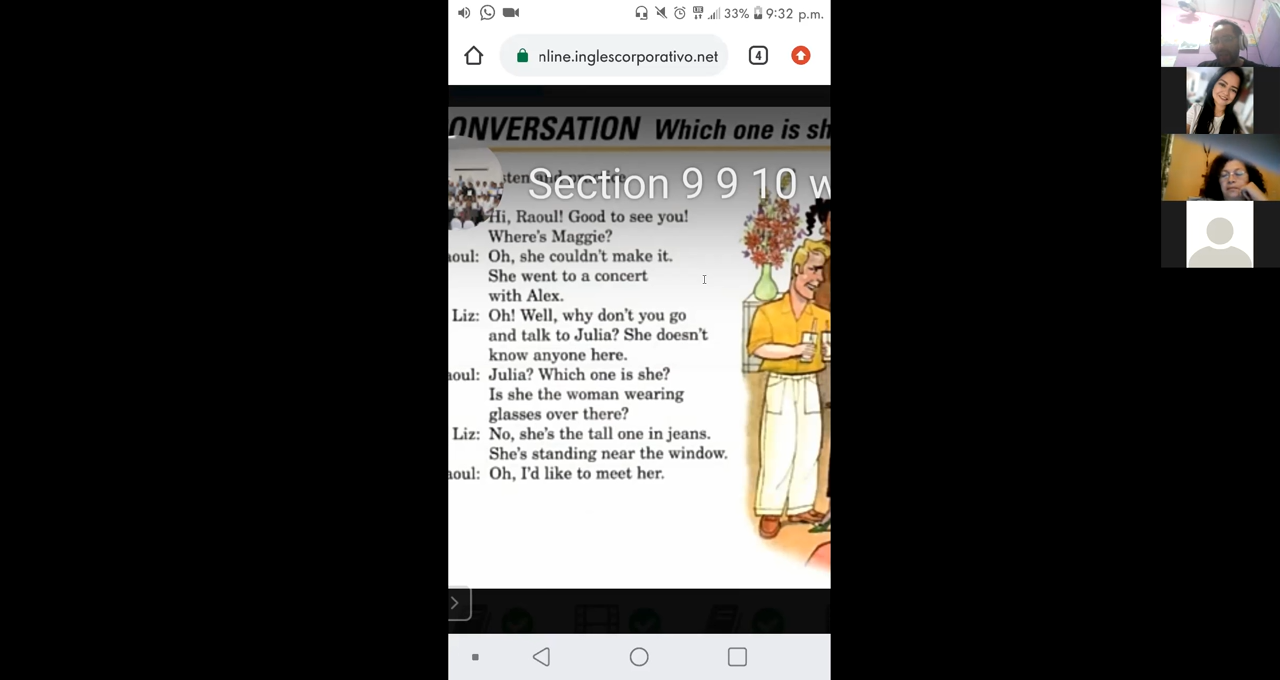 33% 9:32 p.m.
nline.inglescorporativo.net
4
ONVERSATION Which one is sh
Section 9 9 10 w
Hi, Raoul! Good to see you!
Where's Maggie?
aoul: Oh, she couldn't make it.
She went to a concert
with Alex.
Liz: Oh! Well, why don't you go
and talk to Julia? She doesn't
know anyone here.
aoul: Julia? Which one is she?
Is she the woman wearing
glasses over there?
Liz: No, she's the tall one in jeans.
She's standing near the window.
aoul: Oh, I'd like to meet her.